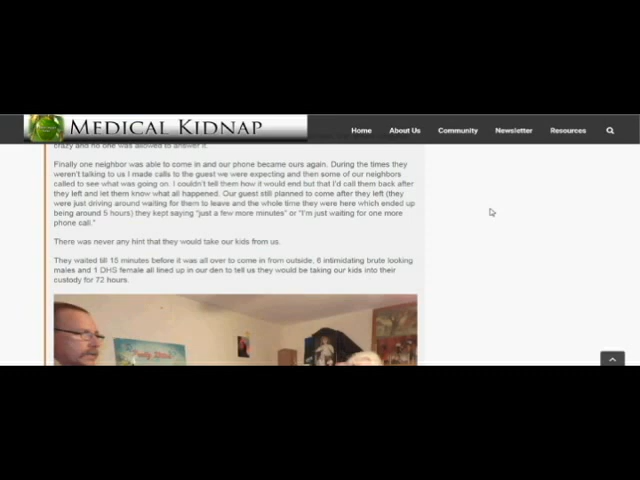 MEDICAL KIDNAP
Home About Us Community Newsletter Resources
crazy and no one was allowed to answer it.
Finally one neighbor was able to come in and our phone became ours again. During the times they
weren't talking to us I made calls to the guest we were expecting and then some of our neighbors
called to see what was going on. I couldn't tell them how it would end but that I'd call them back after
they left and let them know what all happened. Our guest still planned to come after they left (they
were just driving around waiting for them to leave and the whole time they were here which ended up
being around 5 hours) they kept saying "just a few more minutes" or "I'm just waiting for one more
phone call."
There was never any hint that they would take our kids from us.
They waited till 15 minutes before it was all over to come in from outside, 6 intimidating brute looking
males and 1 DHS female all lined up in our den to tell us they would be taking our kids into their
custody for 72 hours.